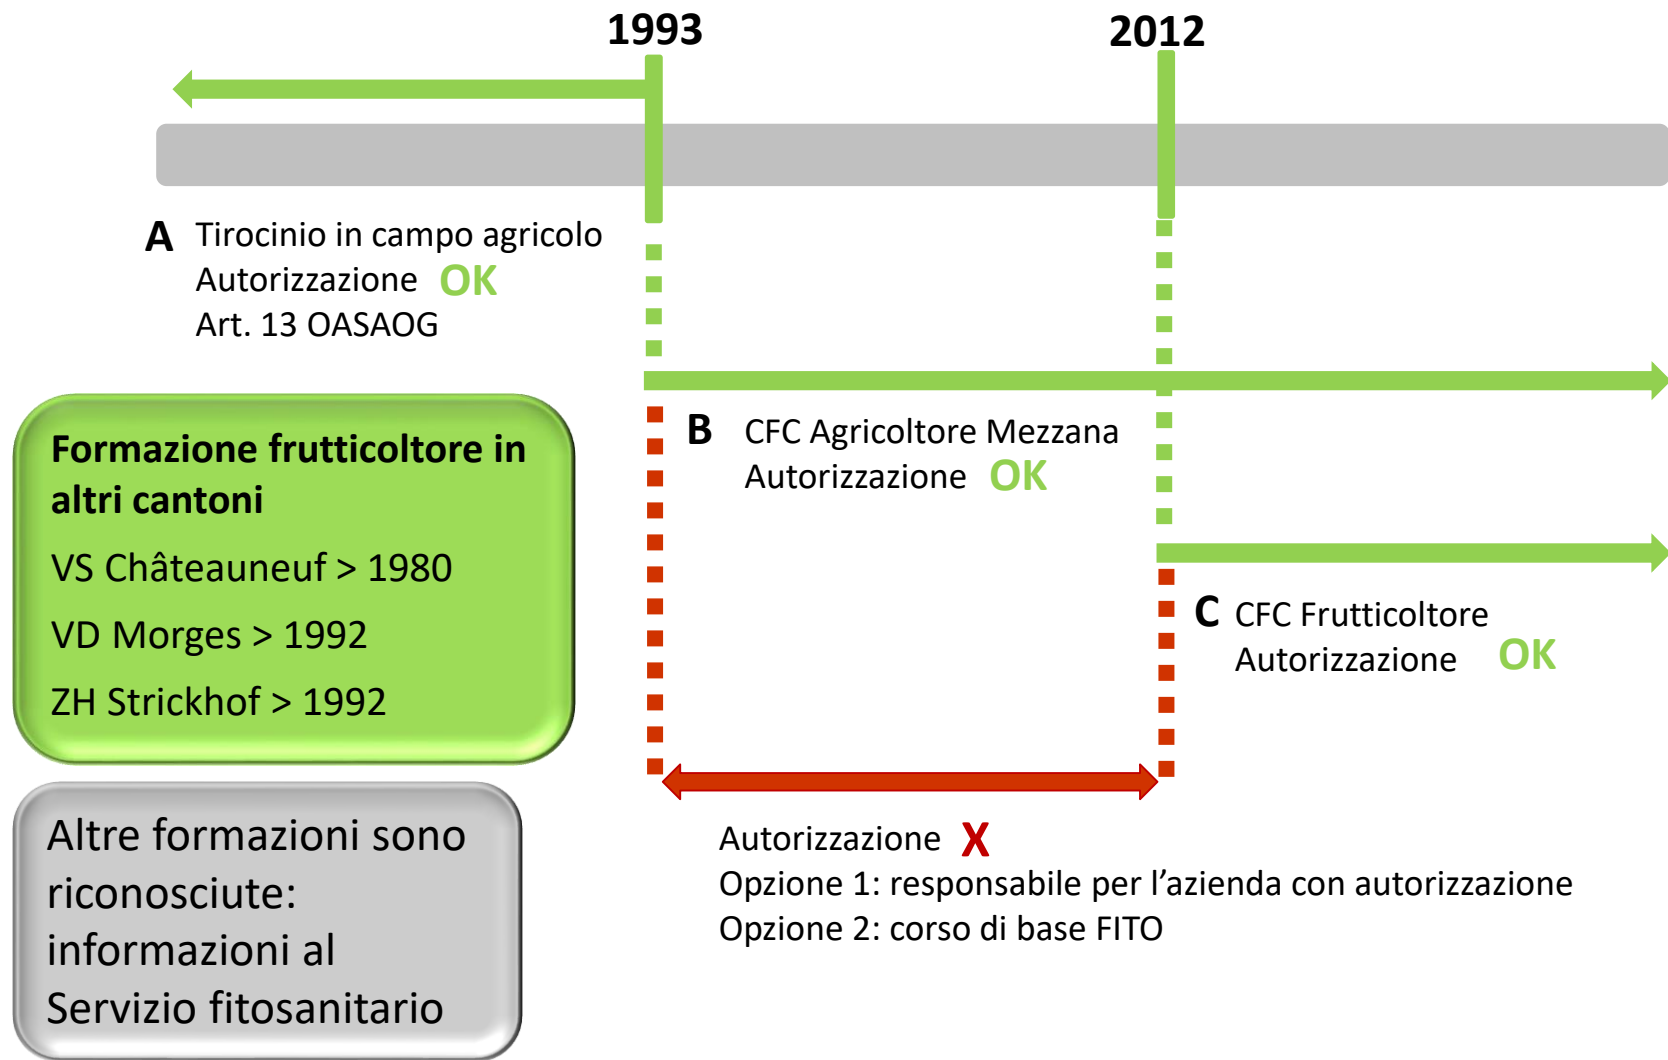 1993
2012
A Tirocinio in campo agricolo
Autorizzazione OK
Art. 13 OASAOG
B CFC Agricoltore Mezzana
Autorizzazione OK
Formazione frutticoltore in
altri cantoni
VS Châteauneuf > 1980
VD Morges > 1992
ZH Strickhof > 1992
C CFC Frutticoltore
Autorizzazione OK
Altre formazioni sono
riconosciute:
informazioni al
Servizio fitosanitario
Autorizzazione X
Opzione 1: responsabile per l’azienda con autorizzazione
Opzione 2: corso di base FITO